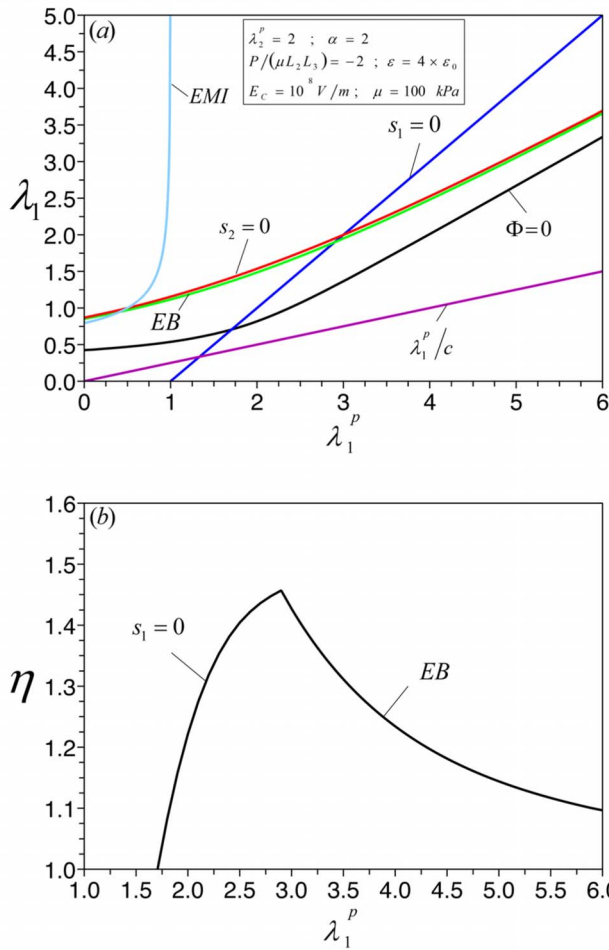 (a)
λ₂ᵖ = 2 ; α = 2
P/(μL₂L₃) = −2 ; ε = 4 × ε₀
E_C = 10⁸ V/m ; μ = 100 kPa
5.0
4.5
4.0
3.5
3.0
2.5
2.0
1.5
1.0
0.5
0.0
λ₁
EMI
s₁ = 0
s₂ = 0
EB
Φ=0
λ₁ᵖ/c
0 1 2 3 4 5 6
λ₁ᵖ
(b)
1.6
1.5
1.4
1.3
1.2
1.1
1.0
η
s₁ = 0
EB
1.0 1.5 2.0 2.5 3.0 3.5 4.0 4.5 5.0 5.5 6.0
λ₁ᵖ